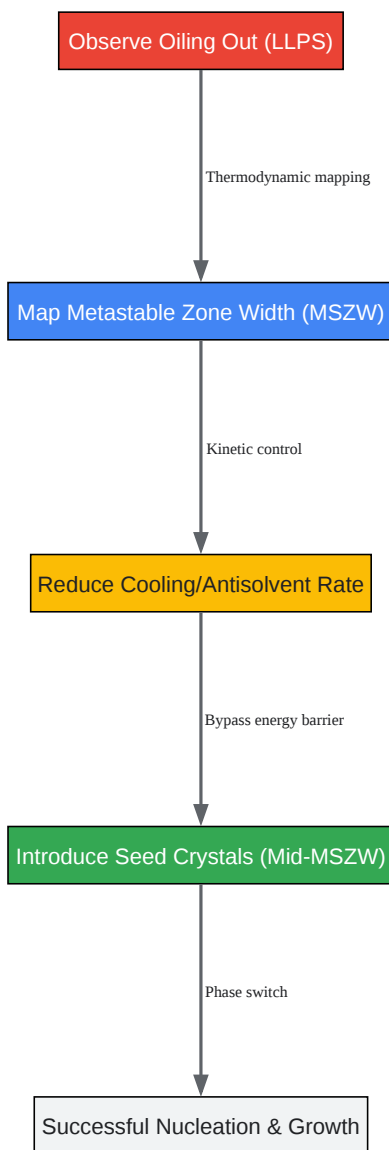 Observe Oiling Out (LLPS)
Thermodynamic mapping
Map Metastable Zone Width (MSZW)
Kinetic control
Reduce Cooling/Antisolvent Rate
Bypass energy barrier
Introduce Seed Crystals (Mid-MSZW)
Phase switch
Successful Nucleation & Growth